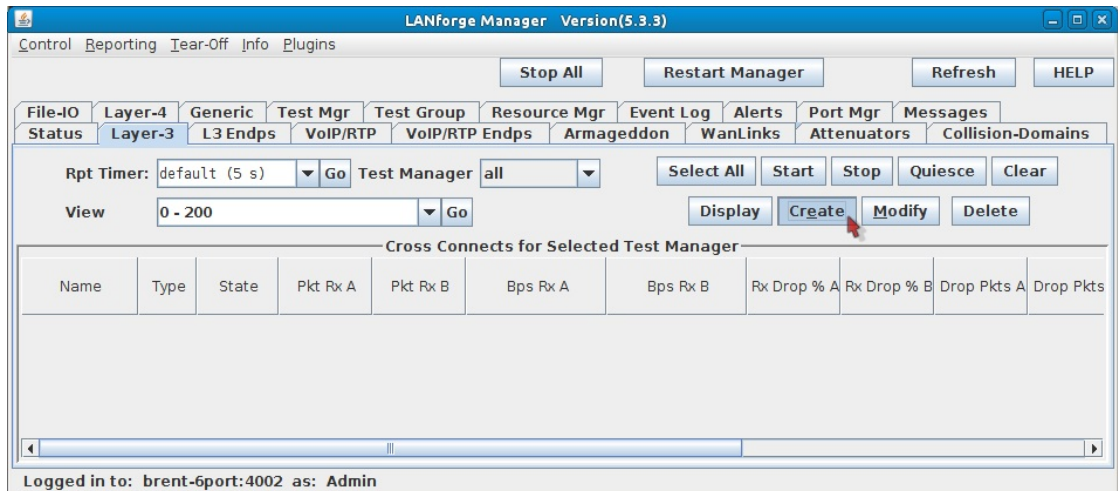 LANforge Manager Version(5.3.3)
Control Reporting Tear-Off Info Plugins
Stop All Restart Manager Refresh HELP
File-IO Layer-4 Generic Test Mgr Test Group Resource Mgr Event Log Alerts Port Mgr Messages
Status Layer-3 L3 Endps VoIP/RTP VoIP/RTP Endps Armageddon WanLinks Attenuators Collision-Domains
Rpt Timer: default (5 s) Go Test Manager all Select All Start Stop Quiesce Clear
View 0 - 200 Go Display Create Modify Delete
Cross Connects for Selected Test Manager
Name Type State Pkt Rx A Pkt Rx B Bps Rx A Bps Rx B Rx Drop % A Rx Drop % B Drop Pkts A Drop Pkts
Logged in to: brent-6port:4002 as: Admin